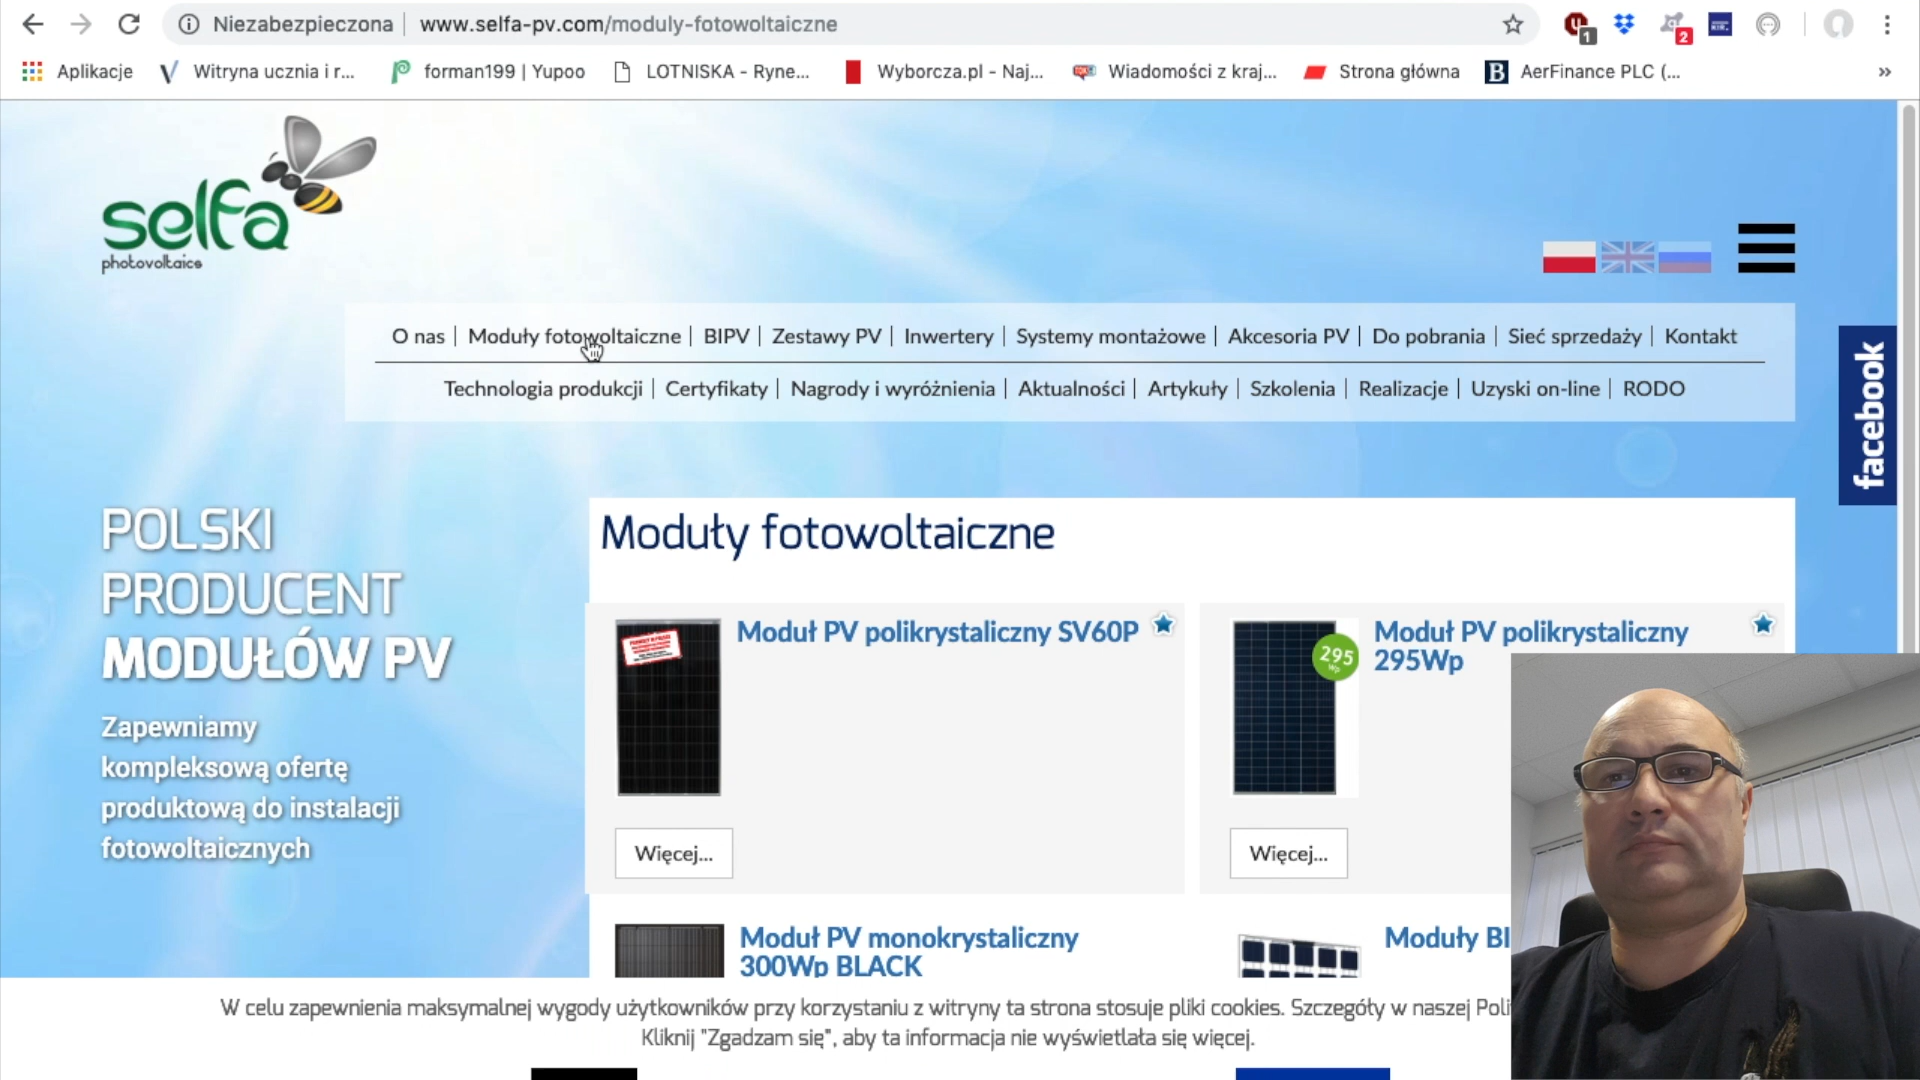 Niezabezpieczona www.selfa-pv.com/moduly-fotowoltaiczne
1
2
Aplikacje Witryna ucznia i r... forman199 | Yupoo LOTNISKA - Ryne... Wyborcza.pl - Naj... Wiadomości z kraj... Strona główna B AerFinance PLC (... »
selfa
photovoltaics
O nas | Moduły fotowoltaiczne | BIPV | Zestawy PV | Inwertery | Systemy montażowe | Akcesoria PV | Do pobrania | Sieć sprzedaży | Kontakt
Technologia produkcji | Certyfikaty | Nagrody i wyróżnienia | Aktualności | Artykuły | Szkolenia | Realizacje | Uzyski on-line | RODO
facebook
POLSKI
PRODUCENT
MODUŁÓW PV
Zapewniamy
kompleksową ofertę
produktową do instalacji
fotowoltaicznych
Moduły fotowoltaiczne
Moduł PV polikrystaliczny SV60P
Więcej...
Moduł PV polikrystaliczny
295Wp
295
Wp
Więcej...
Moduł PV monokrystaliczny
300Wp BLACK
Moduły BI
W celu zapewnienia maksymalnej wygody użytkowników przy korzystaniu z witryny ta strona stosuje pliki cookies. Szczegóły w naszej Poli
Kliknij "Zgadzam się", aby ta informacja nie wyświetlała się więcej.